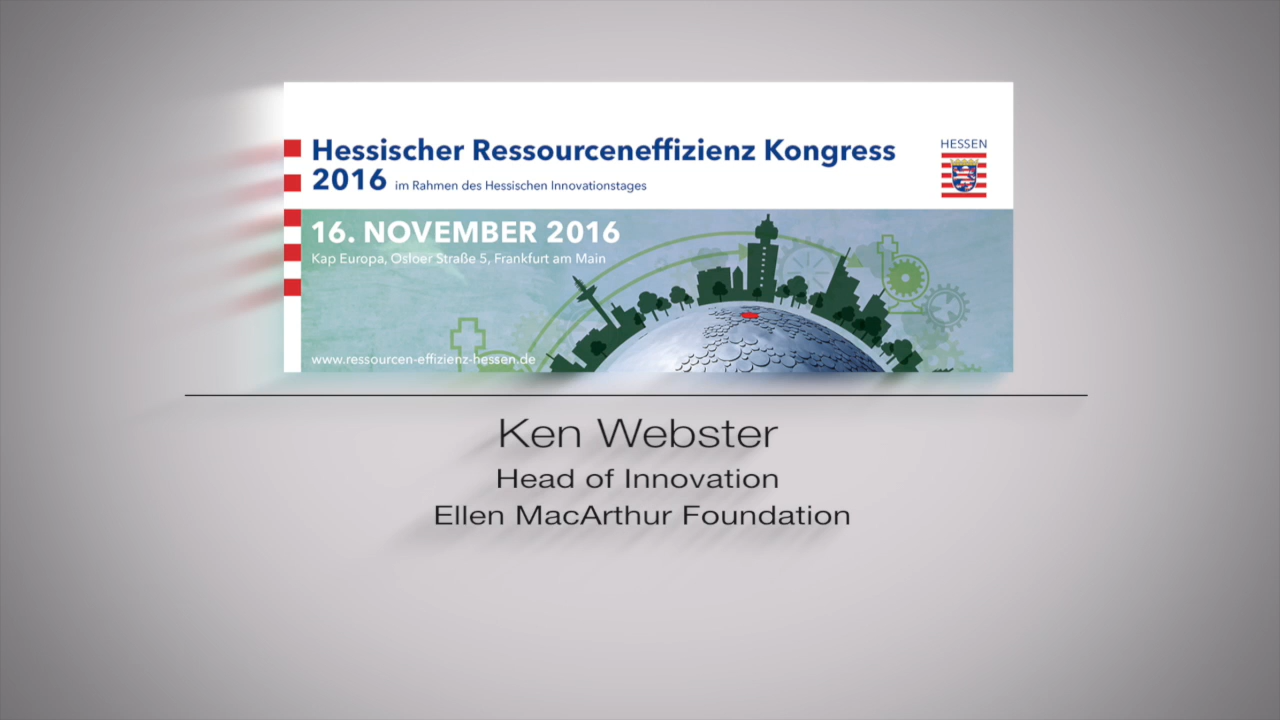 Hessischer Ressourceneffizienz Kongress
2016 im Rahmen des Hessischen Innovationstages
HESSEN
16. NOVEMBER 2016
Kap Europa, Osloer Straße 5, Frankfurt am Main
www.ressourcen-effizienz-hessen.de
Ken Webster
Head of Innovation
Ellen MacArthur Foundation